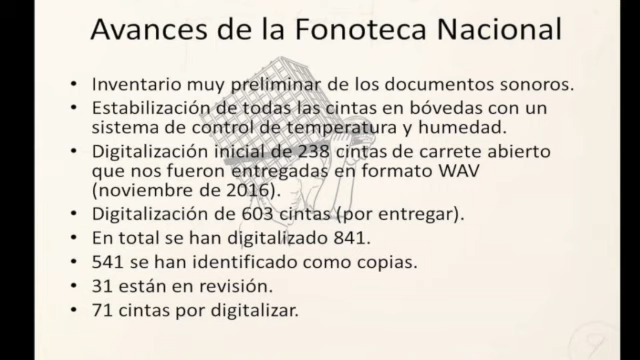 Avances de la Fonoteca Nacional
• Inventario muy preliminar de los documentos sonoros.
• Estabilización de todas las cintas en bóvedas con un
sistema de control de temperatura y humedad.
• Digitalización inicial de 238 cintas de carrete abierto
que nos fueron entregadas en formato WAV
(noviembre de 2016).
• Digitalización de 603 cintas (por entregar).
• En total se han digitalizado 841.
• 541 se han identificado como copias.
• 31 están en revisión.
• 71 cintas por digitalizar.